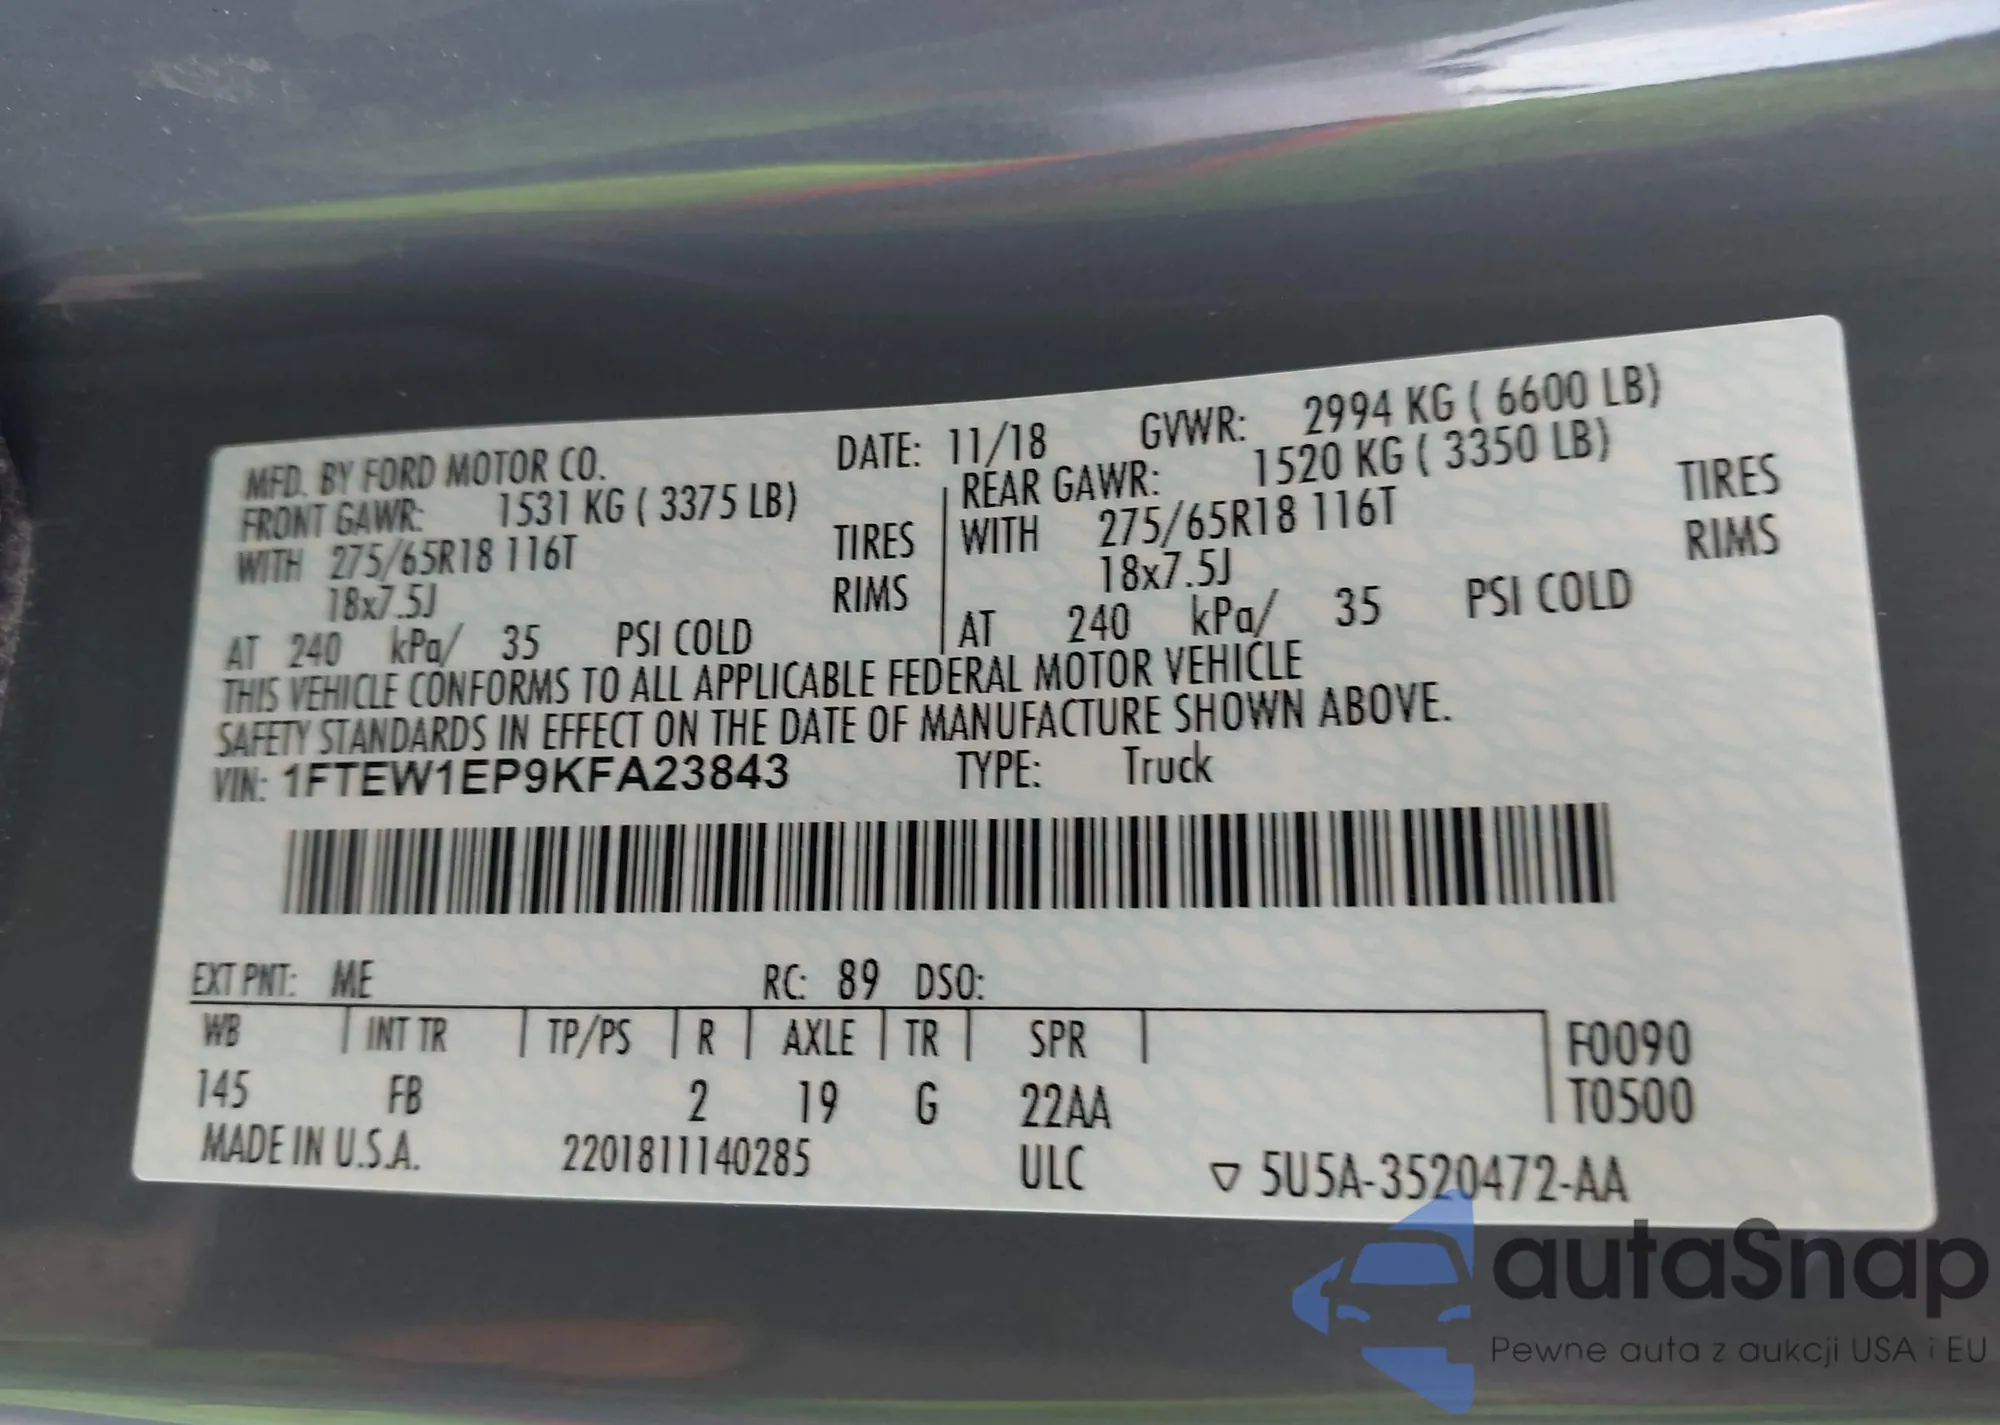 MFD. BY FORD MOTOR CO. DATE: 11/18 GVWR: 2994 KG ( 6600 LB)
FRONT GAWR: 1531 KG ( 3375 LB) REAR GAWR: 1520 KG ( 3350 LB)
WITH 275/65R18 116T TIRES WITH 275/65R18 116T TIRES
18x7.5J RIMS 18x7.5J RIMS
AT 240 kPa/ 35 PSI COLD AT 240 kPa/ 35 PSI COLD
THIS VEHICLE CONFORMS TO ALL APPLICABLE FEDERAL MOTOR VEHICLE
SAFETY STANDARDS IN EFFECT ON THE DATE OF MANUFACTURE SHOWN ABOVE.
VIN: 1FTEW1EP9KFA23843 TYPE: Truck
EXT PNT: ME RC: 89 DSO:
WB INT TR TP/PS R AXLE TR SPR F0090
145 FB 2 19 G 22AA T0500
MADE IN U.S.A. 2201811140285 ULC ▽ 5U5A-3520472-AA
autaSnap
Pewne auta z aukcji USA i EU